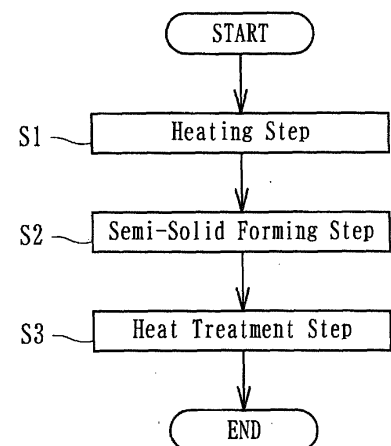 START
S1 Heating Step
S2 Semi-Solid Forming Step
S3 Heat Treatment Step
END